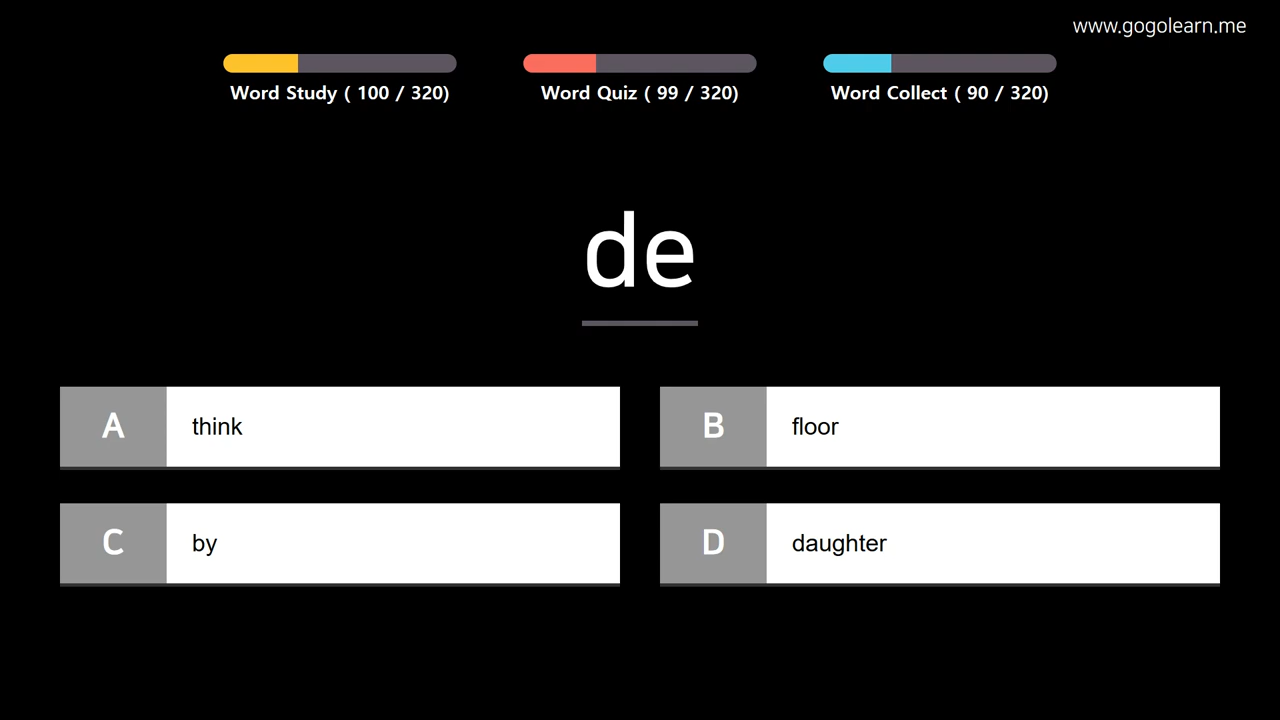 www.gogolearn.me
Word Study ( 100 / 320)
Word Quiz ( 99 / 320)
Word Collect ( 90 / 320)
de
A think
B floor
C by
D daughter